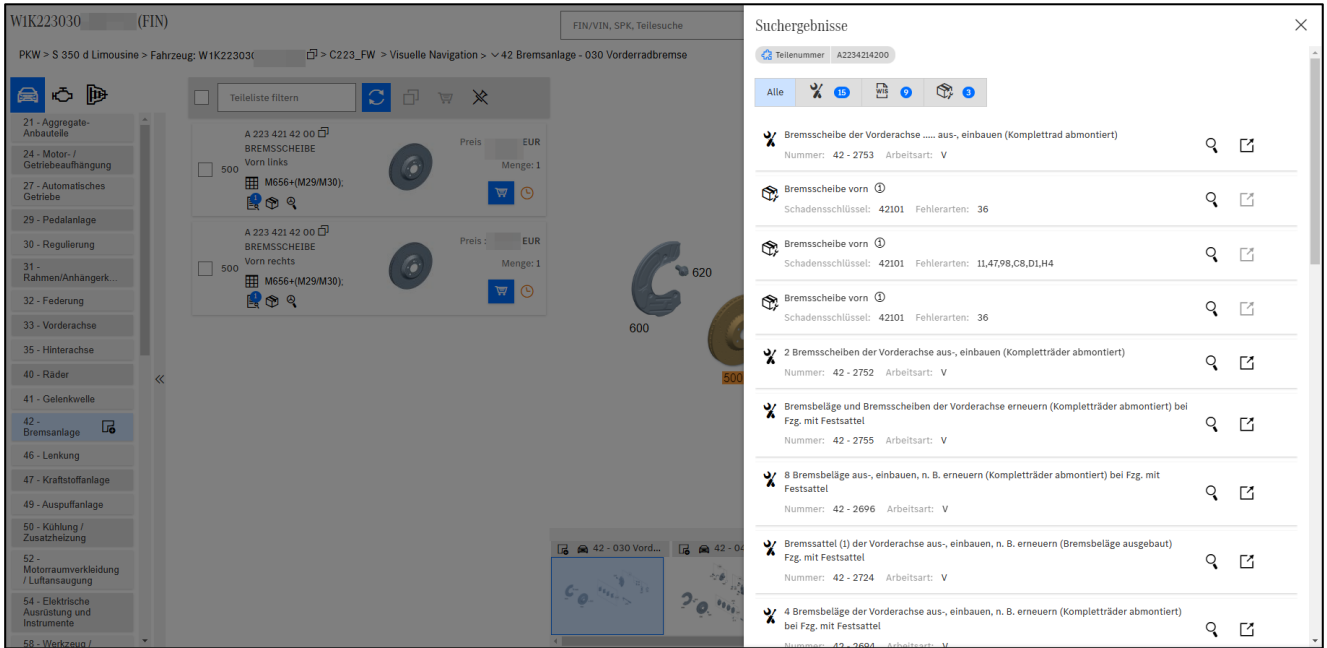 W1K223030 (FIN)
FIN/VIN, SPK, Teilesuche
PKW > S 350 d Limousine > Fahrzeug: W1K22303( > C223_FW > Visuelle Navigation > 42 Bremsanlage - 030 Vorderradbremse
21 - Aggregate-
Anbauteile
24 - Motor- /
Getriebeaufhängung
27 - Automatisches
Getriebe
29 - Pedalanlage
30 - Regulierung
31 -
Rahmen/Anhängerk...
32 - Federung
33 - Vorderachse
35 - Hinterachse
40 - Räder
41 - Gelenkwelle
42 -
Bremsanlage
46 - Lenkung
47 - Kraftstoffanlage
49 - Auspuffanlage
50 - Kühlung /
Zusatzheizung
52 -
Motorraumverkleidung
/ Luftansaugung
54 - Elektrische
Ausrüstung und
Instrumente
58 - Werkzeug /
«
Teileliste filtern
500
A 223 421 42 00
BREMSSCHEIBE
Vorn links
M656+(M29/M30);
1
Preis EUR
Menge: 1
500
A 223 421 42 00
BREMSSCHEIBE
Vorn rechts
M656+(M29/M30);
1
Preis : EUR
Menge: 1
620
600
500
42 - 030 Vord...
42 - 04
Suchergebnisse
Teilenummer A2234214200
Alle 15 WIS 9 3
Bremsscheibe der Vorderachse ..... aus-, einbauen (Komplettrad abmontiert)
Nummer: 42 - 2753 Arbeitsart: V
Bremsscheibe vorn ①
Schadensschlüssel: 42101 Fehlerarten: 36
Bremsscheibe vorn ①
Schadensschlüssel: 42101 Fehlerarten: 11,47,98,C8,D1,H4
Bremsscheibe vorn ①
Schadensschlüssel: 42101 Fehlerarten: 36
2 Bremsscheiben der Vorderachse aus-, einbauen (Kompletträder abmontiert)
Nummer: 42 - 2752 Arbeitsart: V
Bremsbeläge und Bremsscheiben der Vorderachse erneuern (Kompletträder abmontiert) bei
Fzg. mit Festsattel
Nummer: 42 - 2755 Arbeitsart: V
8 Bremsbeläge aus-, einbauen, n. B. erneuern (Kompletträder abmontiert) bei Fzg. mit
Festsattel
Nummer: 42 - 2696 Arbeitsart: V
Bremssattel (1) der Vorderachse aus-, einbauen, n. B. erneuern (Bremsbeläge ausgebaut)
Fzg. mit Festsattel
Nummer: 42 - 2724 Arbeitsart: V
4 Bremsbeläge der Vorderachse aus-, einbauen, n. B. erneuern (Kompletträder abmontiert)
bei Fzg. mit Festsattel
Nummer: 42 - 2694 Arbeitsart: V